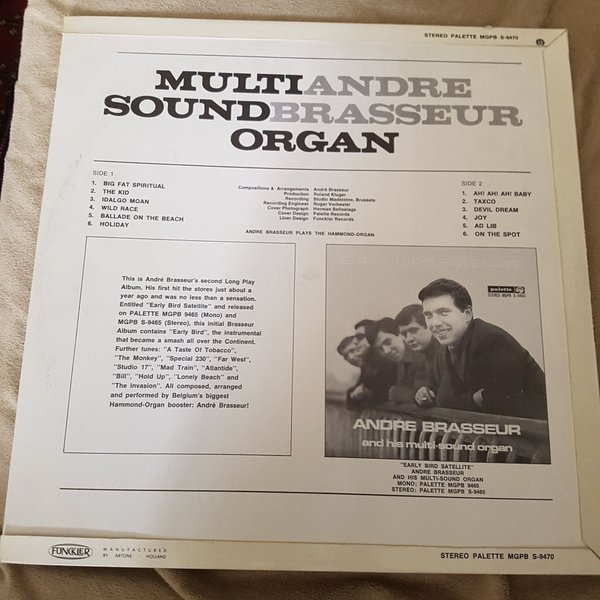 STEREO PALETTE MGPB S-9470
MULTIANDRE
SOUNDBRASSEUR
ORGAN
SIDE 1
1. BIG FAT SPIRITUAL
2. THE KID
3. IDALGO MOAN
4. WILD RACE
5. BALLADE ON THE BEACH
6. HOLIDAY
Compositions & Arrangements André Brasseur
Production Roland Kluger
Recording Studio Madeleine, Brussels
Recording Engineer Roger Verbestel
Cover Photograph Herman Selleslags
Cover Design Palette Records
Liner Design Funckler Records
ANDRE BRASSEUR PLAYS THE HAMMOND-ORGAN
SIDE 2
1. AH! AH! AH! BABY
2. TAXCO
3. DEVIL DREAM
4. JOY
5. AD LIB
6. ON THE SPOT
This is André Brasseur's second Long Play
Album. His first hit the stores just about a
year ago and was no less than a sensation.
Entitled "Early Bird Satellite" and released
on PALETTE MGPB 9465 (Mono) and
MGPB S-9465 (Stereo), this initial Brasseur
Album contains "Early Bird", the instrumental
that became a smash all over the Continent.
Further tunes: "A Taste Of Tobacco",
"The Monkey", "Special 230", "Far West",
"Studio 17", "Mad Train", "Atlantide",
"Bill", "Hold Up", "Lonely Beach" and
"The Invasion". All composed, arranged
and performed by Belgium's biggest
Hammond-Organ booster: André Brasseur!
EARLY BIRD SATELLITE
palette
STEREO MGPB S-9465
ANDRE BRASSEUR
and his multi-sound organ
"EARLY BIRD SATELLITE"
ANDRE BRASSEUR
AND HIS MULTI-SOUND ORGAN
MONO: PALETTE MGPB 9465
STEREO: PALETTE MGPB S-9465
FUNCKLER
MANUFACTURED
BY ARTONE - HOLLAND
STEREO PALETTE MGPB S-9470